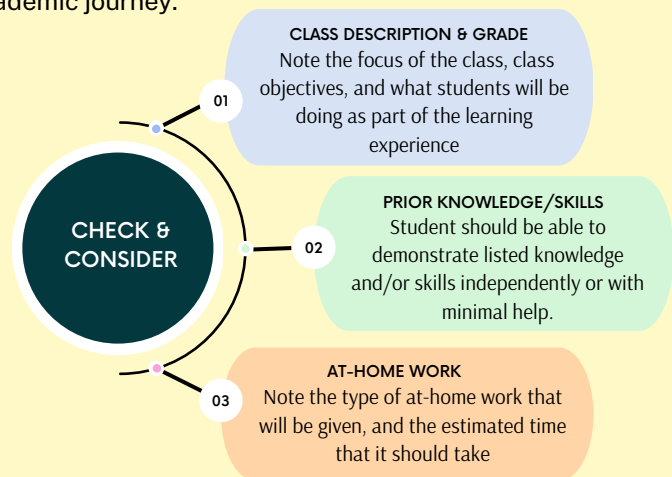 ademic journey.
CLASS DESCRIPTION & GRADE
Note the focus of the class, class
objectives, and what students will be
doing as part of the learning
experience
01
PRIOR KNOWLEDGE/SKILLS
Student should be able to
demonstrate listed knowledge
and/or skills independently or with
minimal help.
02
CHECK &
CONSIDER
AT-HOME WORK
Note the type of at-home work that
will be given, and the estimated time
that it should take
03